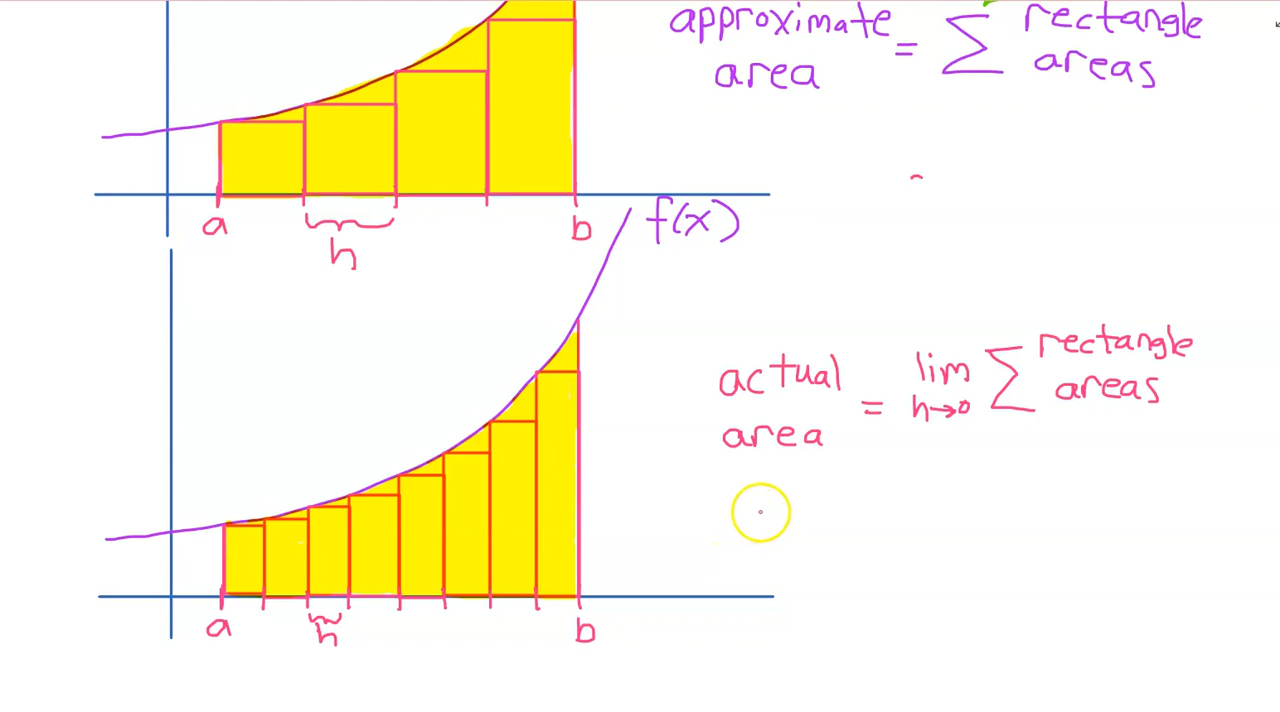 approximate
area
= ∑ rectangle
areas
a
h
b
f(x)
actual
area
= lim
h→0
∑ rectangle
areas
a
h
b